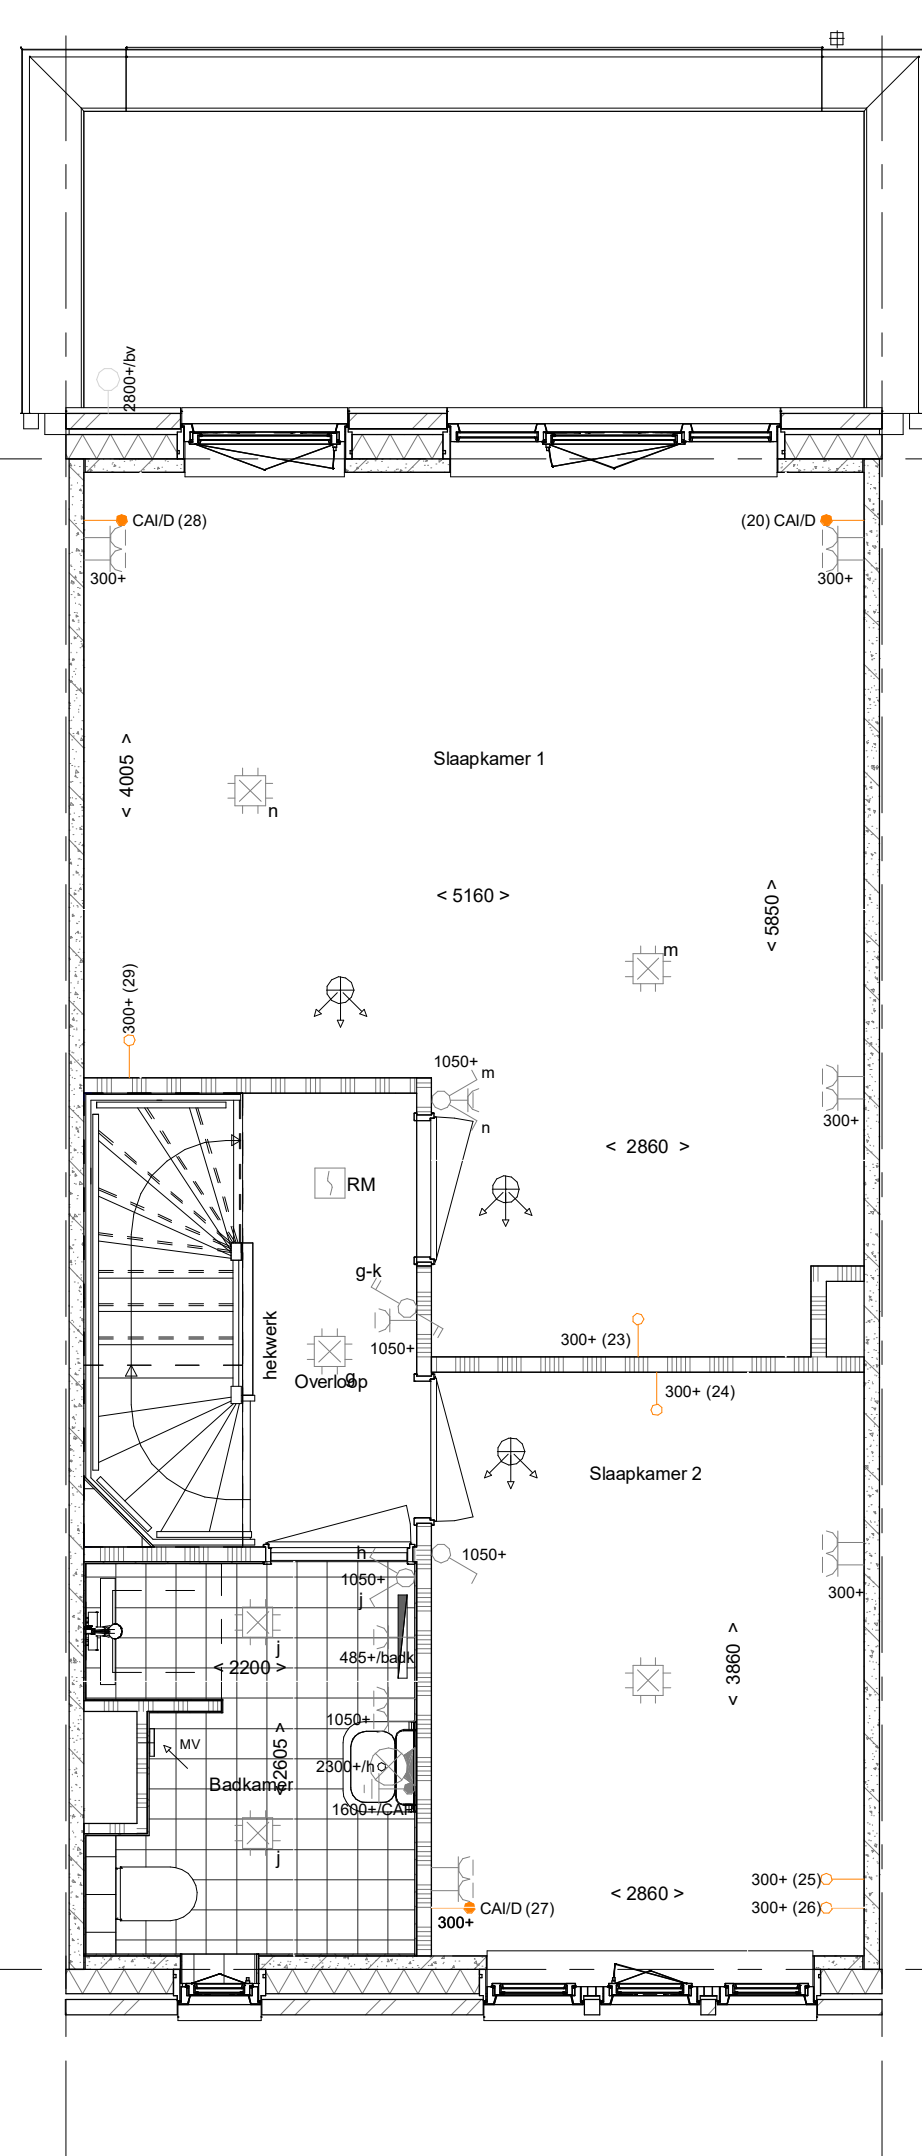 2800+/bv
CAI/D (28)
(20) CAI/D
300+
300+
< 4005 >
Slaapkamer 1
n
< 5160 >
< 5850 >
m
300+ (29)
1050+
m
300+
n
< 2860 >
RM
g-k
hekwerk
300+ (23)
1050+
Overloop
g
300+ (24)
Slaapkamer 2
h
1050+
1050+
300+
j
j
485+/badk
< 2200 >
< 3860 >
1050+
MV
< 2605 >
2300+/h
Badkamer
1600+/CAP
j
300+ (25)
< 2860 >
300+ (26)
CAI/D (27)
300+